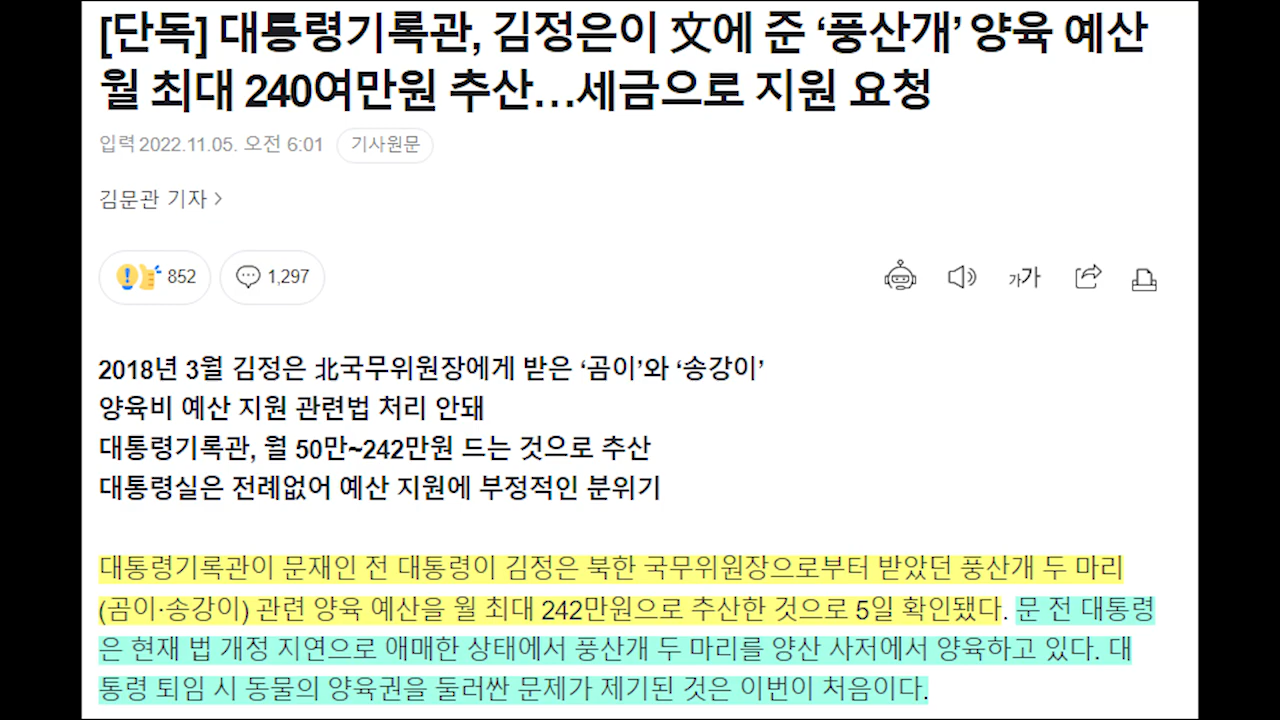 [단독] 대통령기록관, 김정은이 文에 준 ‘풍산개’ 양육 예산
월 최대 240여만원 추산…세금으로 지원 요청
입력 2022.11.05. 오전 6:01 기사원문
김문관 기자
852 1,297
가가
2018년 3월 김정은 北국무위원장에게 받은 ‘곰이’와 ‘송강이’
양육비 예산 지원 관련법 처리 안돼
대통령기록관, 월 50만~242만원 드는 것으로 추산
대통령실은 전례없어 예산 지원에 부정적인 분위기
대통령기록관이 문재인 전 대통령이 김정은 북한 국무위원장으로부터 받았던 풍산개 두 마리
(곰이·송강이) 관련 양육 예산을 월 최대 242만원으로 추산한 것으로 5일 확인됐다. 문 전 대통령
은 현재 법 개정 지연으로 애매한 상태에서 풍산개 두 마리를 양산 사저에서 양육하고 있다. 대
통령 퇴임 시 동물의 양육권을 둘러싼 문제가 제기된 것은 이번이 처음이다.